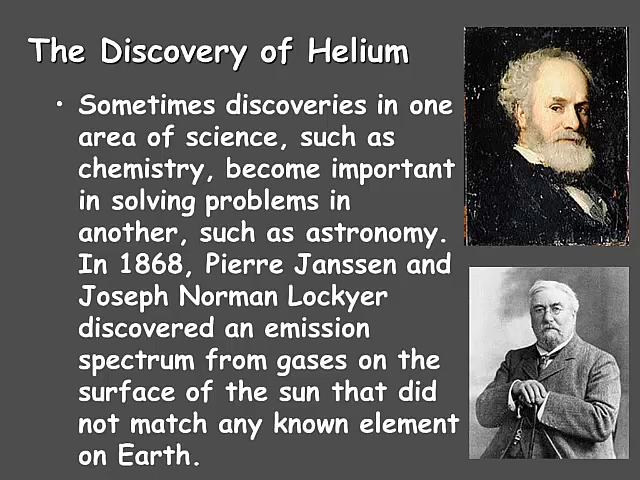 The Discovery of Helium
• Sometimes discoveries in one
area of science, such as
chemistry, become important
in solving problems in
another, such as astronomy.
In 1868, Pierre Janssen and
Joseph Norman Lockyer
discovered an emission
spectrum from gases on the
surface of the sun that did
not match any known element
on Earth.